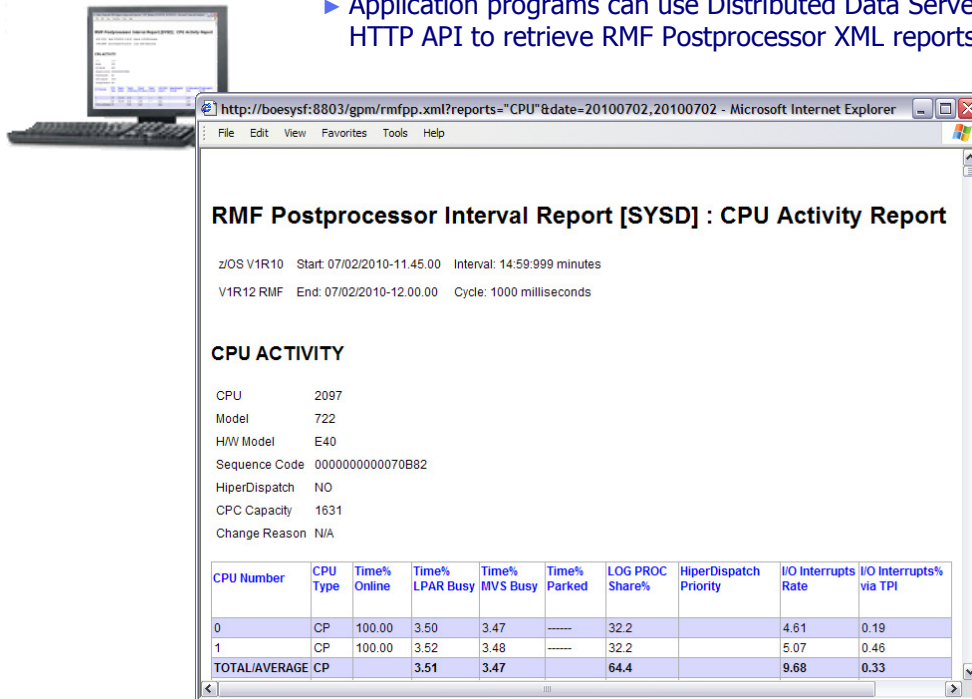 ► Application programs can use Distributed Data Serve
HTTP API to retrieve RMF Postprocessor XML reports
http://boesysf:8803/gpm/rmfpp.xml?reports="CPU"&date=20100702,20100702 - Microsoft Internet Explorer
File Edit View Favorites Tools Help
RMF Postprocessor Interval Report [SYSD] : CPU Activity Report
z/OS V1R10 Start: 07/02/2010-11.45.00 Interval: 14:59:999 minutes
V1R12 RMF End: 07/02/2010-12.00.00 Cycle: 1000 milliseconds
CPU ACTIVITY
CPU 2097
Model 722
H/W Model E40
Sequence Code 0000000000070B82
HiperDispatch NO
CPC Capacity 1631
Change Reason N/A
CPU Number CPU Type Time% Online Time% LPAR Busy Time% MVS Busy Time% Parked LOG PROC Share% HiperDispatch Priority I/O Interrupts Rate I/O Interrupts% via TPI
0 CP 100.00 3.50 3.47 ------ 32.2 4.61 0.19
1 CP 100.00 3.52 3.48 ------ 32.2 5.07 0.46
TOTAL/AVERAGE CP 3.51 3.47 64.4 9.68 0.33